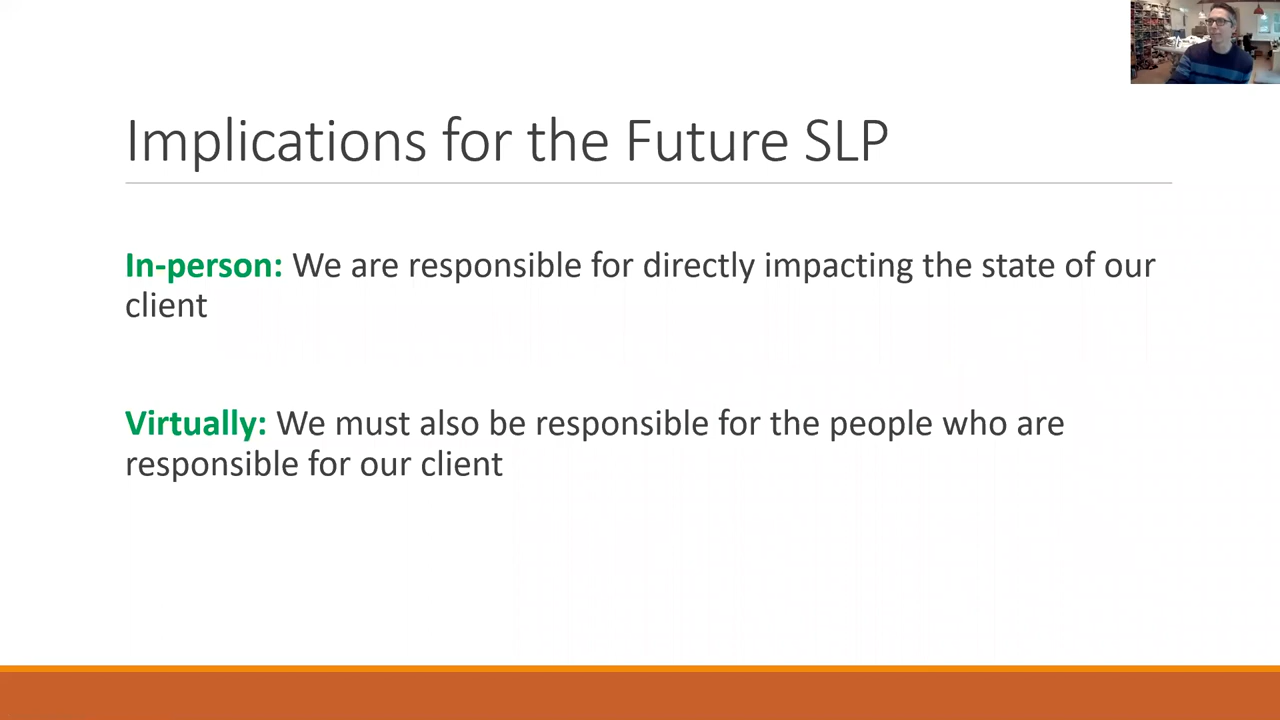 Implications for the Future SLP
In-person: We are responsible for directly impacting the state of our
client
Virtually: We must also be responsible for the people who are
responsible for our client